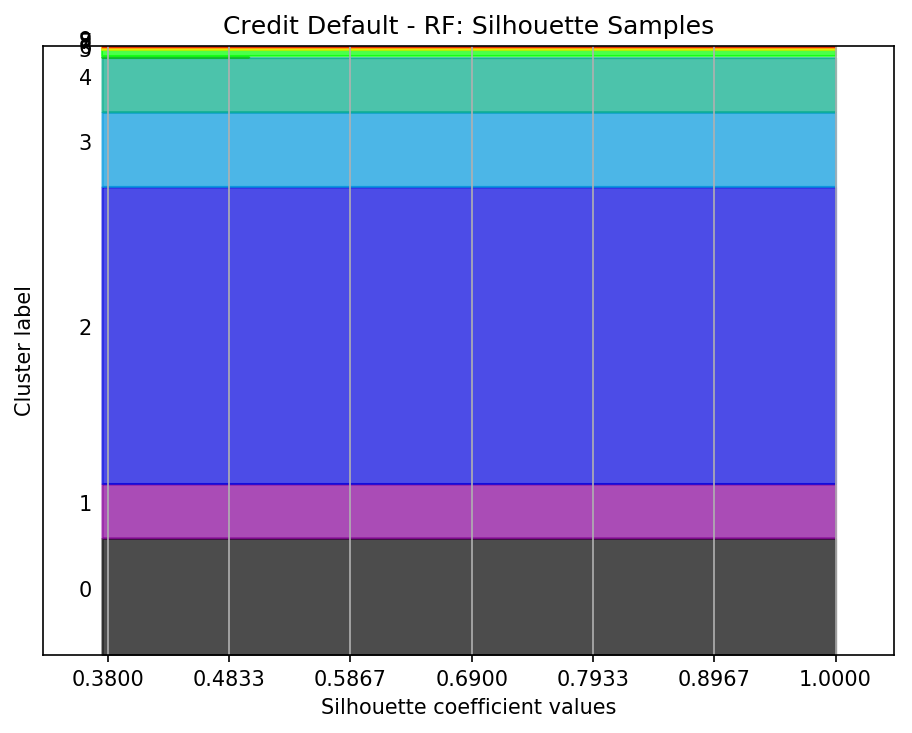 Credit Default - RF: Silhouette Samples
4
3
2
1
0
Cluster label
0.3800 0.4833 0.5867 0.6900 0.7933 0.8967 1.0000
Silhouette coefficient values